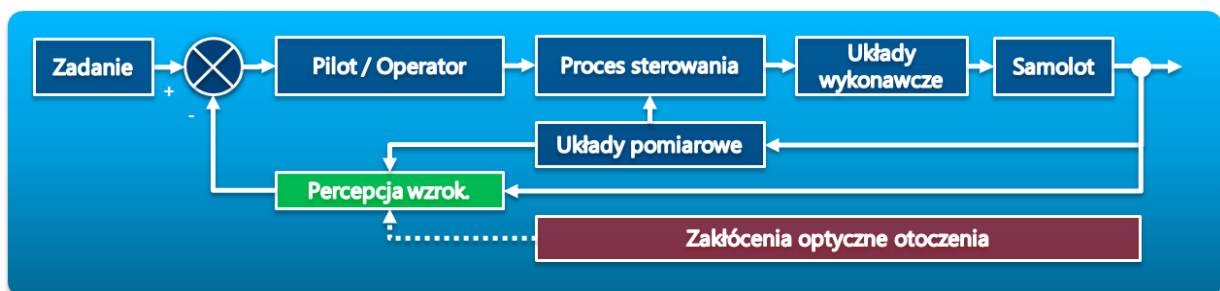 Zadanie
+
-
Pilot / Operator
Proces sterowania
Układy
wykonawcze
Samolot
Układy pomiarowe
Percepcja wzrok.
Zakłócenia optyczne otoczenia